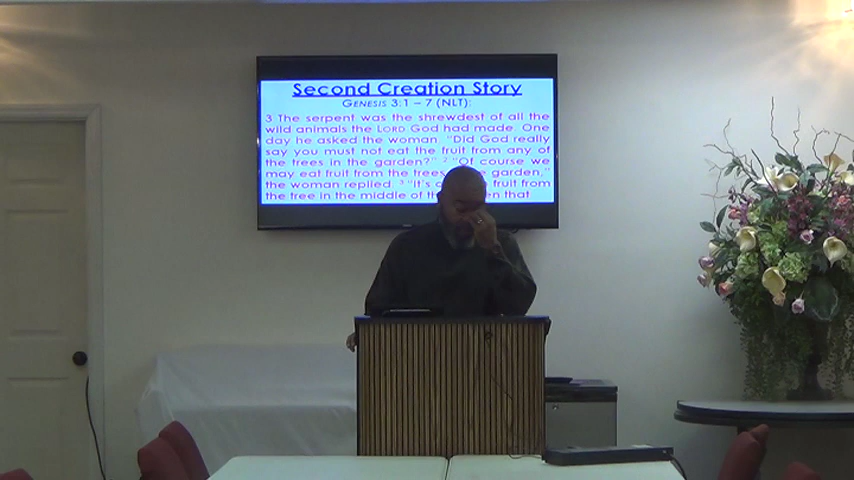 Second Creation Story
GENESIS 3:1 – 7 (NLT):
3 The serpent was the shrewdest of all the
wild animals the LORD God had made. One
day he asked the woman, "Did God really
say you must not eat the fruit from any of
the trees in the garden?" 2 "Of course we
may eat fruit from the trees garden,"
the woman replied. 3 "It's fruit from
the tree in the middle of that